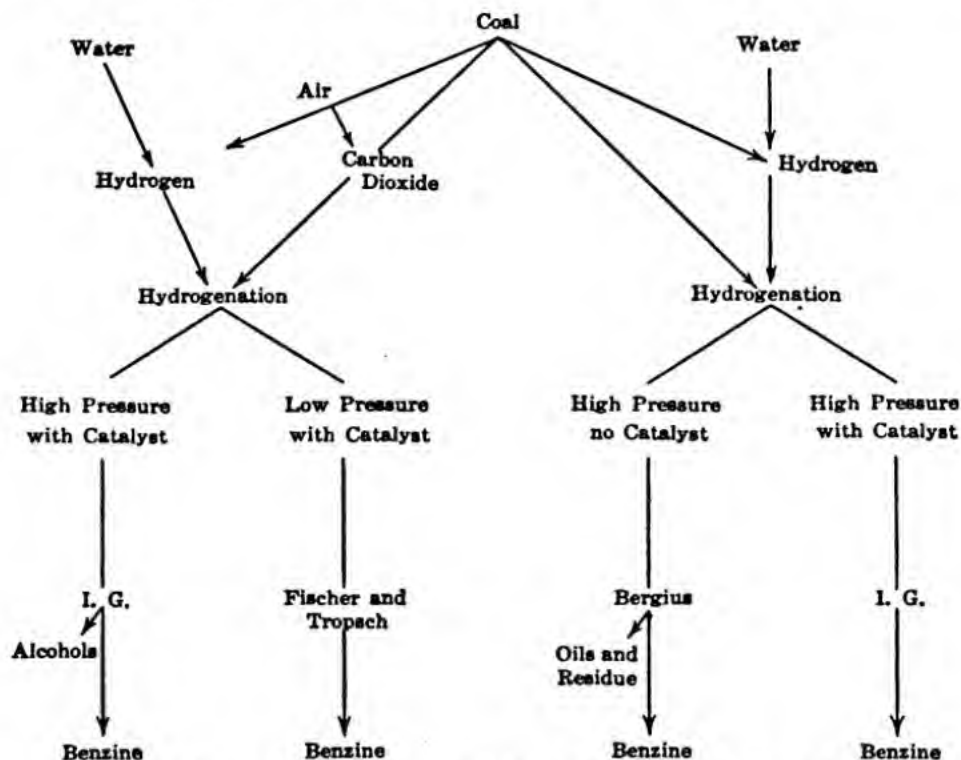 Coal
Water
Water
Air
Carbon
Dioxide
Hydrogen
Hydrogen
Hydrogenation
Hydrogenation
High Pressure
with Catalyst
Low Pressure
with Catalyst
High Pressure
no Catalyst
High Pressure
with Catalyst
I. G.
Fischer and
Tropsch
Bergius
I. G.
Alcohols
Oils and
Residue
Benzine
Benzine
Benzine
Benzine